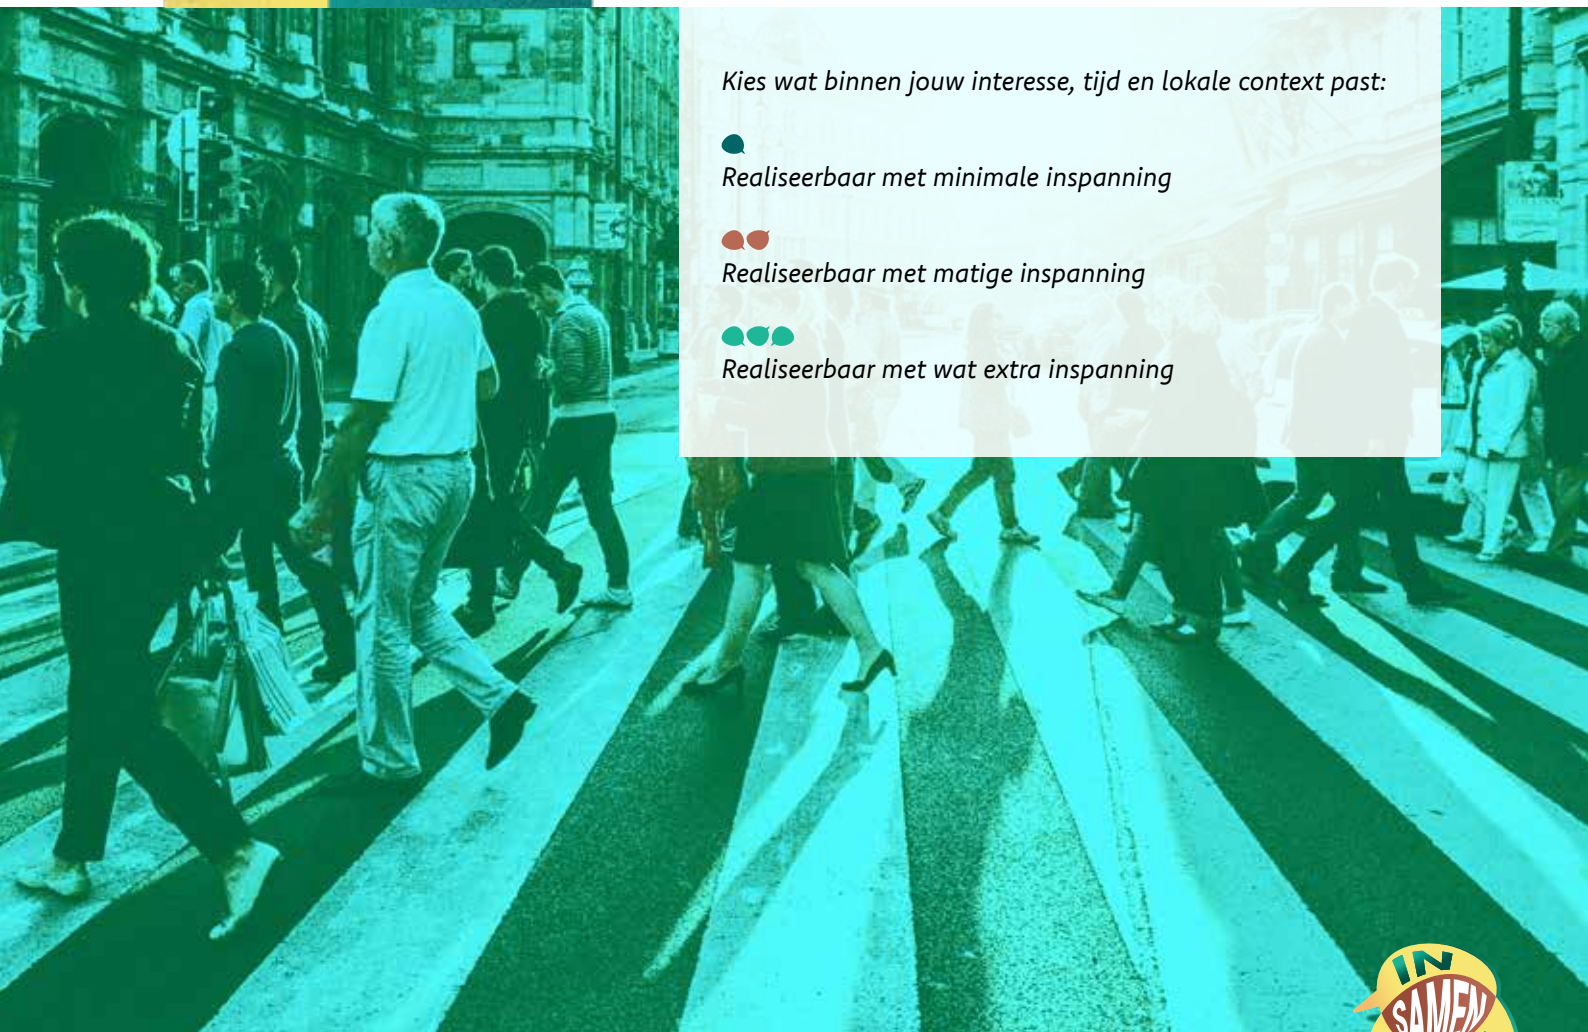 Kies wat binnen jouw interesse, tijd en lokale context past:
Realiseerbaar met minimale inspanning
Realiseerbaar met matige inspanning
Realiseerbaar met wat extra inspanning
IN
SAMEN